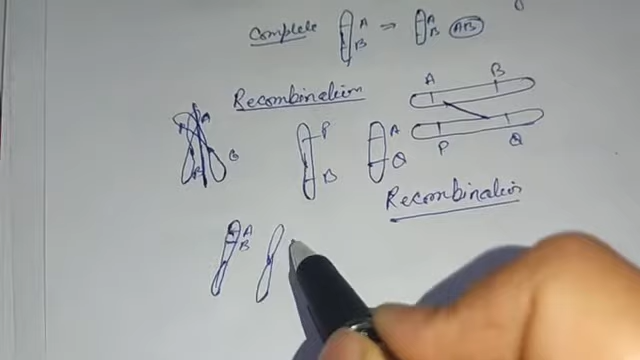 Complete A B ⇒ A B AB
Recombination
A B
P Q
A B
P B
A Q
Recombination
A B